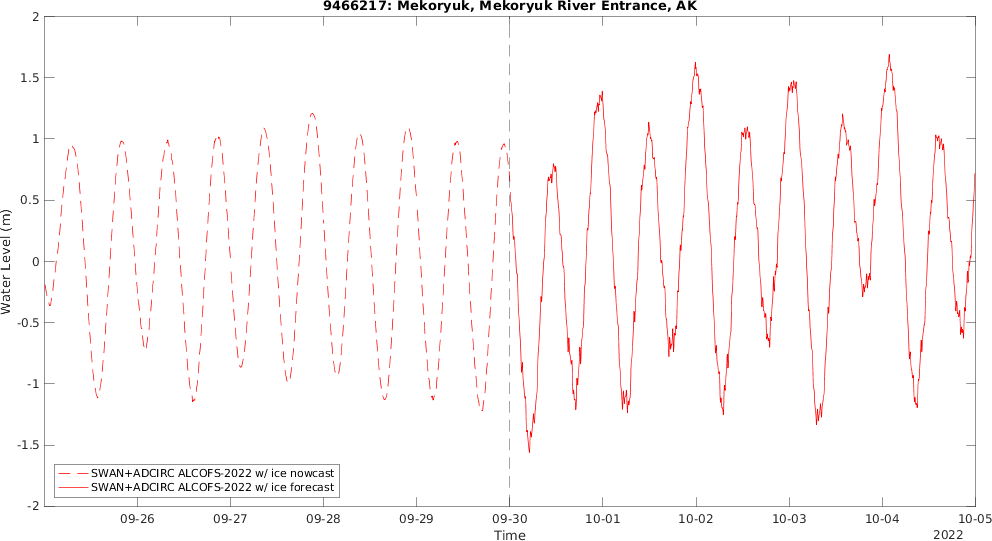 9466217: Mekoryuk, Mekoryuk River Entrance, AK
2
1.5
1
0.5
0
-0.5
-1
-1.5
-2
Water Level (m)
SWAN+ADCIRC ALCOFS-2022 w/ ice nowcast
SWAN+ADCIRC ALCOFS-2022 w/ ice forecast
09-26 09-27 09-28 09-29 09-30 10-01 10-02 10-03 10-04 10-05
Time
2022